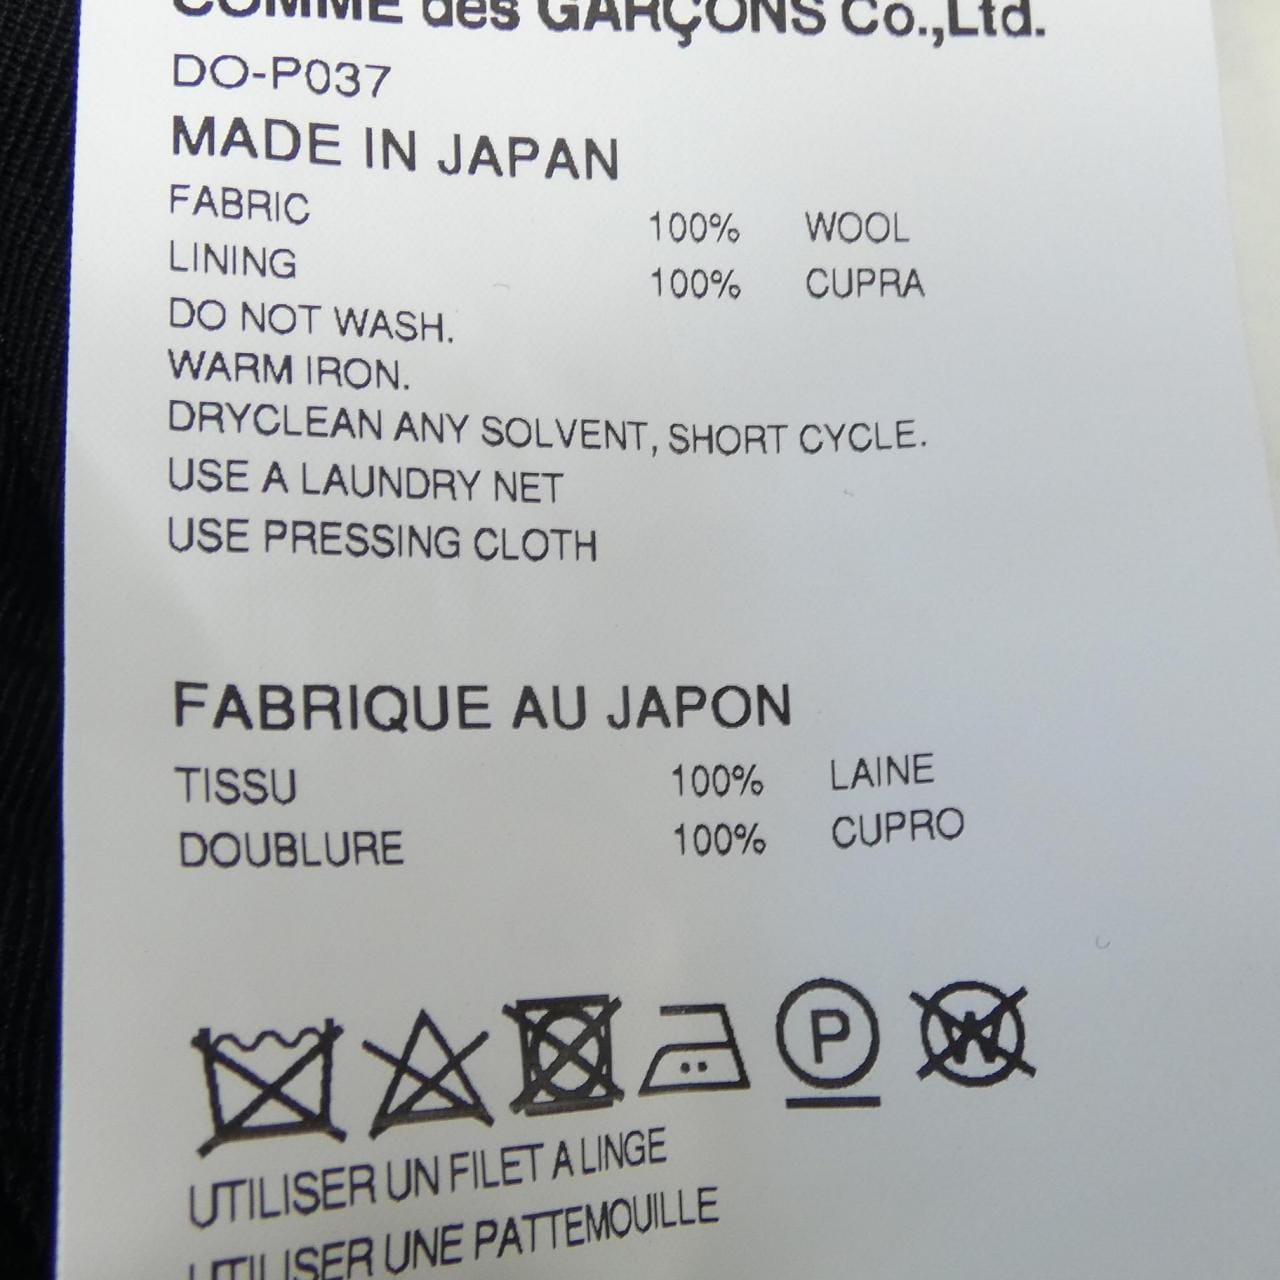 COMME des GARÇONS Co.,Ltd.
DO-P037
MADE IN JAPAN
FABRIC 100% WOOL
LINING 100% CUPRA
DO NOT WASH.
WARM IRON.
DRYCLEAN ANY SOLVENT, SHORT CYCLE.
USE A LAUNDRY NET
USE PRESSING CLOTH
FABRIQUE AU JAPON
TISSU 100% LAINE
DOUBLURE 100% CUPRO
P W
UTILISER UN FILET A LINGE
UTILISER UNE PATTEMOUILLE